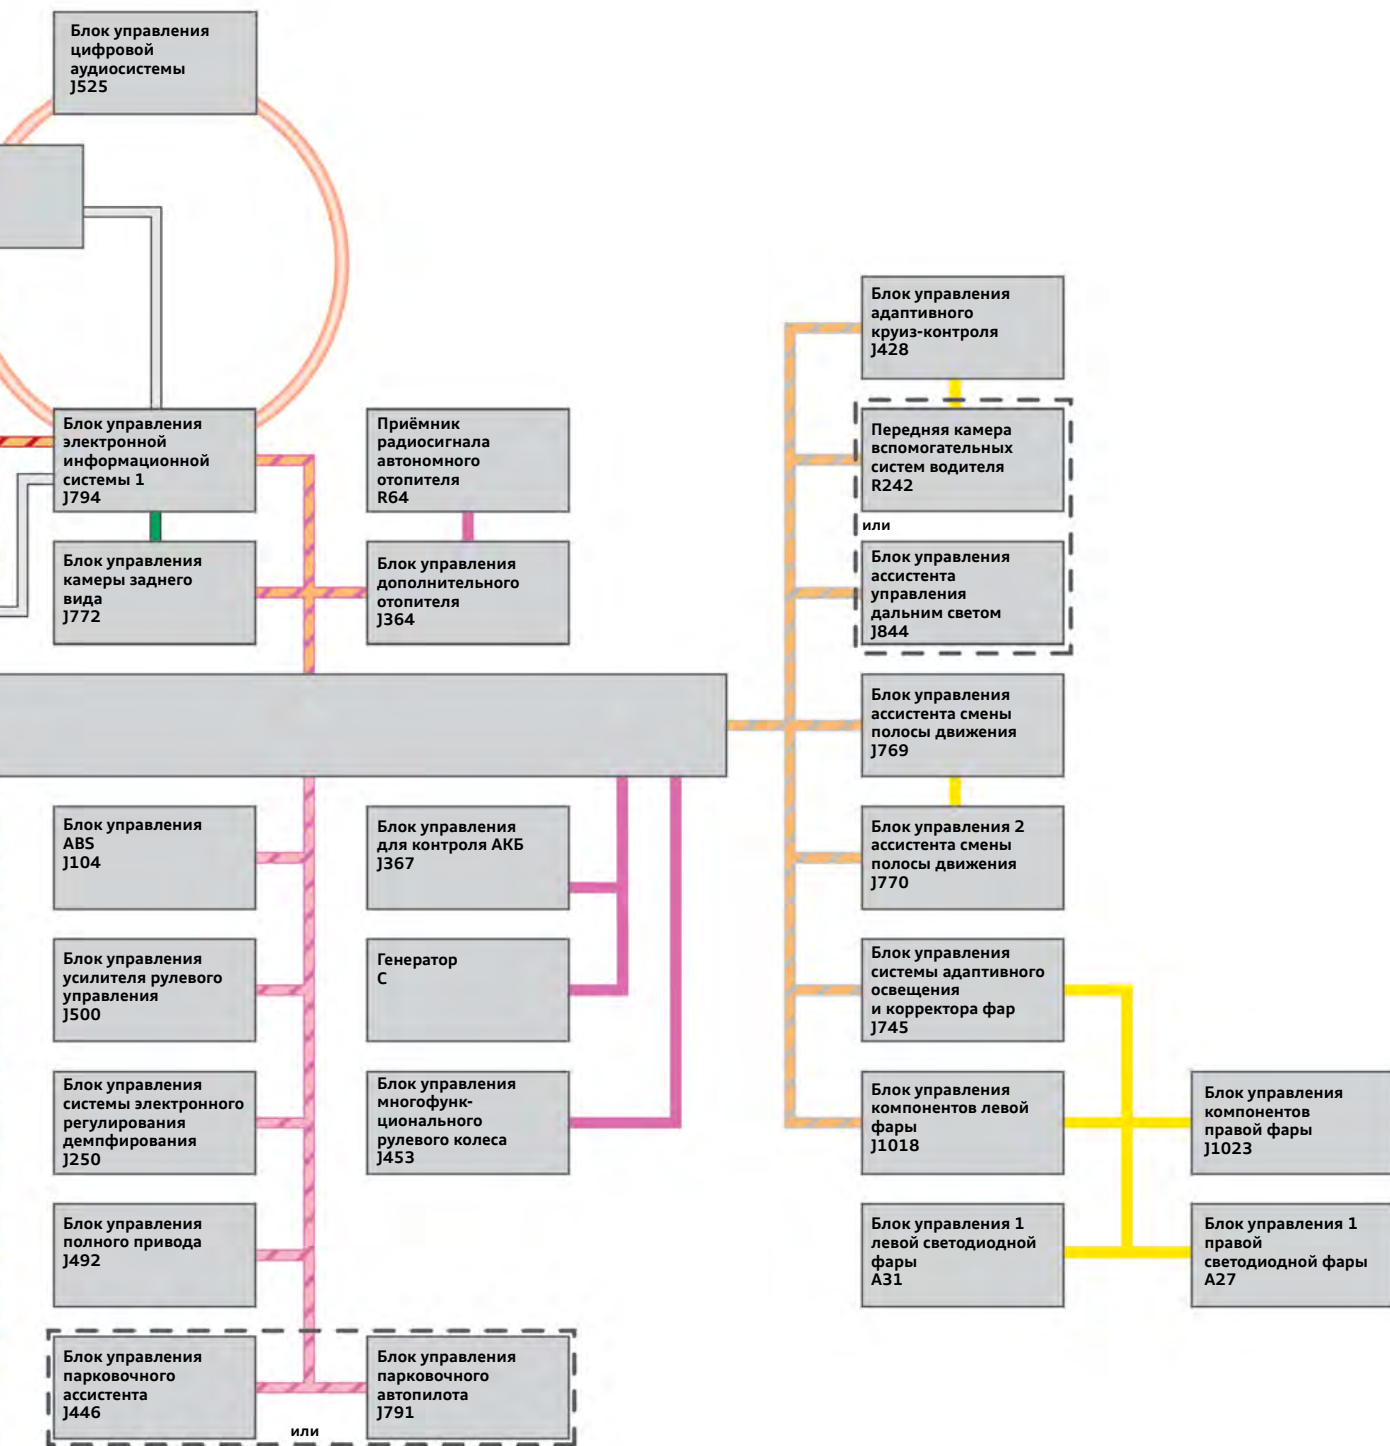 Блок управления
цифровой
аудиосистемы
J525
Блок управления
электронной
информационной
системы 1
J794
Приёмник
радиосигнала
автономного
отопителя
R64
Блок управления
камеры заднего
вида
J772
Блок управления
дополнительного
отопителя
J364
Блок управления
адаптивного
круиз-контроля
J428
Передняя камера
вспомогательных
систем водителя
R242
или
Блок управления
ассистента
управления
дальним светом
J844
Блок управления
ассистента смены
полосы движения
J769
Блок управления 2
ассистента смены
полосы движения
J770
Блок управления
ABS
J104
Блок управления
для контроля АКБ
J367
Блок управления
усилителя рулевого
управления
J500
Генератор
C
Блок управления
системы адаптивного
освещения
и корректора фар
J745
Блок управления
системы электронного
регулирования
демпфирования
J250
Блок управления
многофунк-
ционального
рулевого колеса
J453
Блок управления
компонентов левой
фары
J1018
Блок управления
компонентов
правой фары
J1023
Блок управления
полного привода
J492
Блок управления 1
левой светодиодной
фары
A31
Блок управления 1
правой
светодиодной фары
A27
Блок управления
парковочного
ассистента
J446
или
Блок управления
парковочного
автопилота
J791